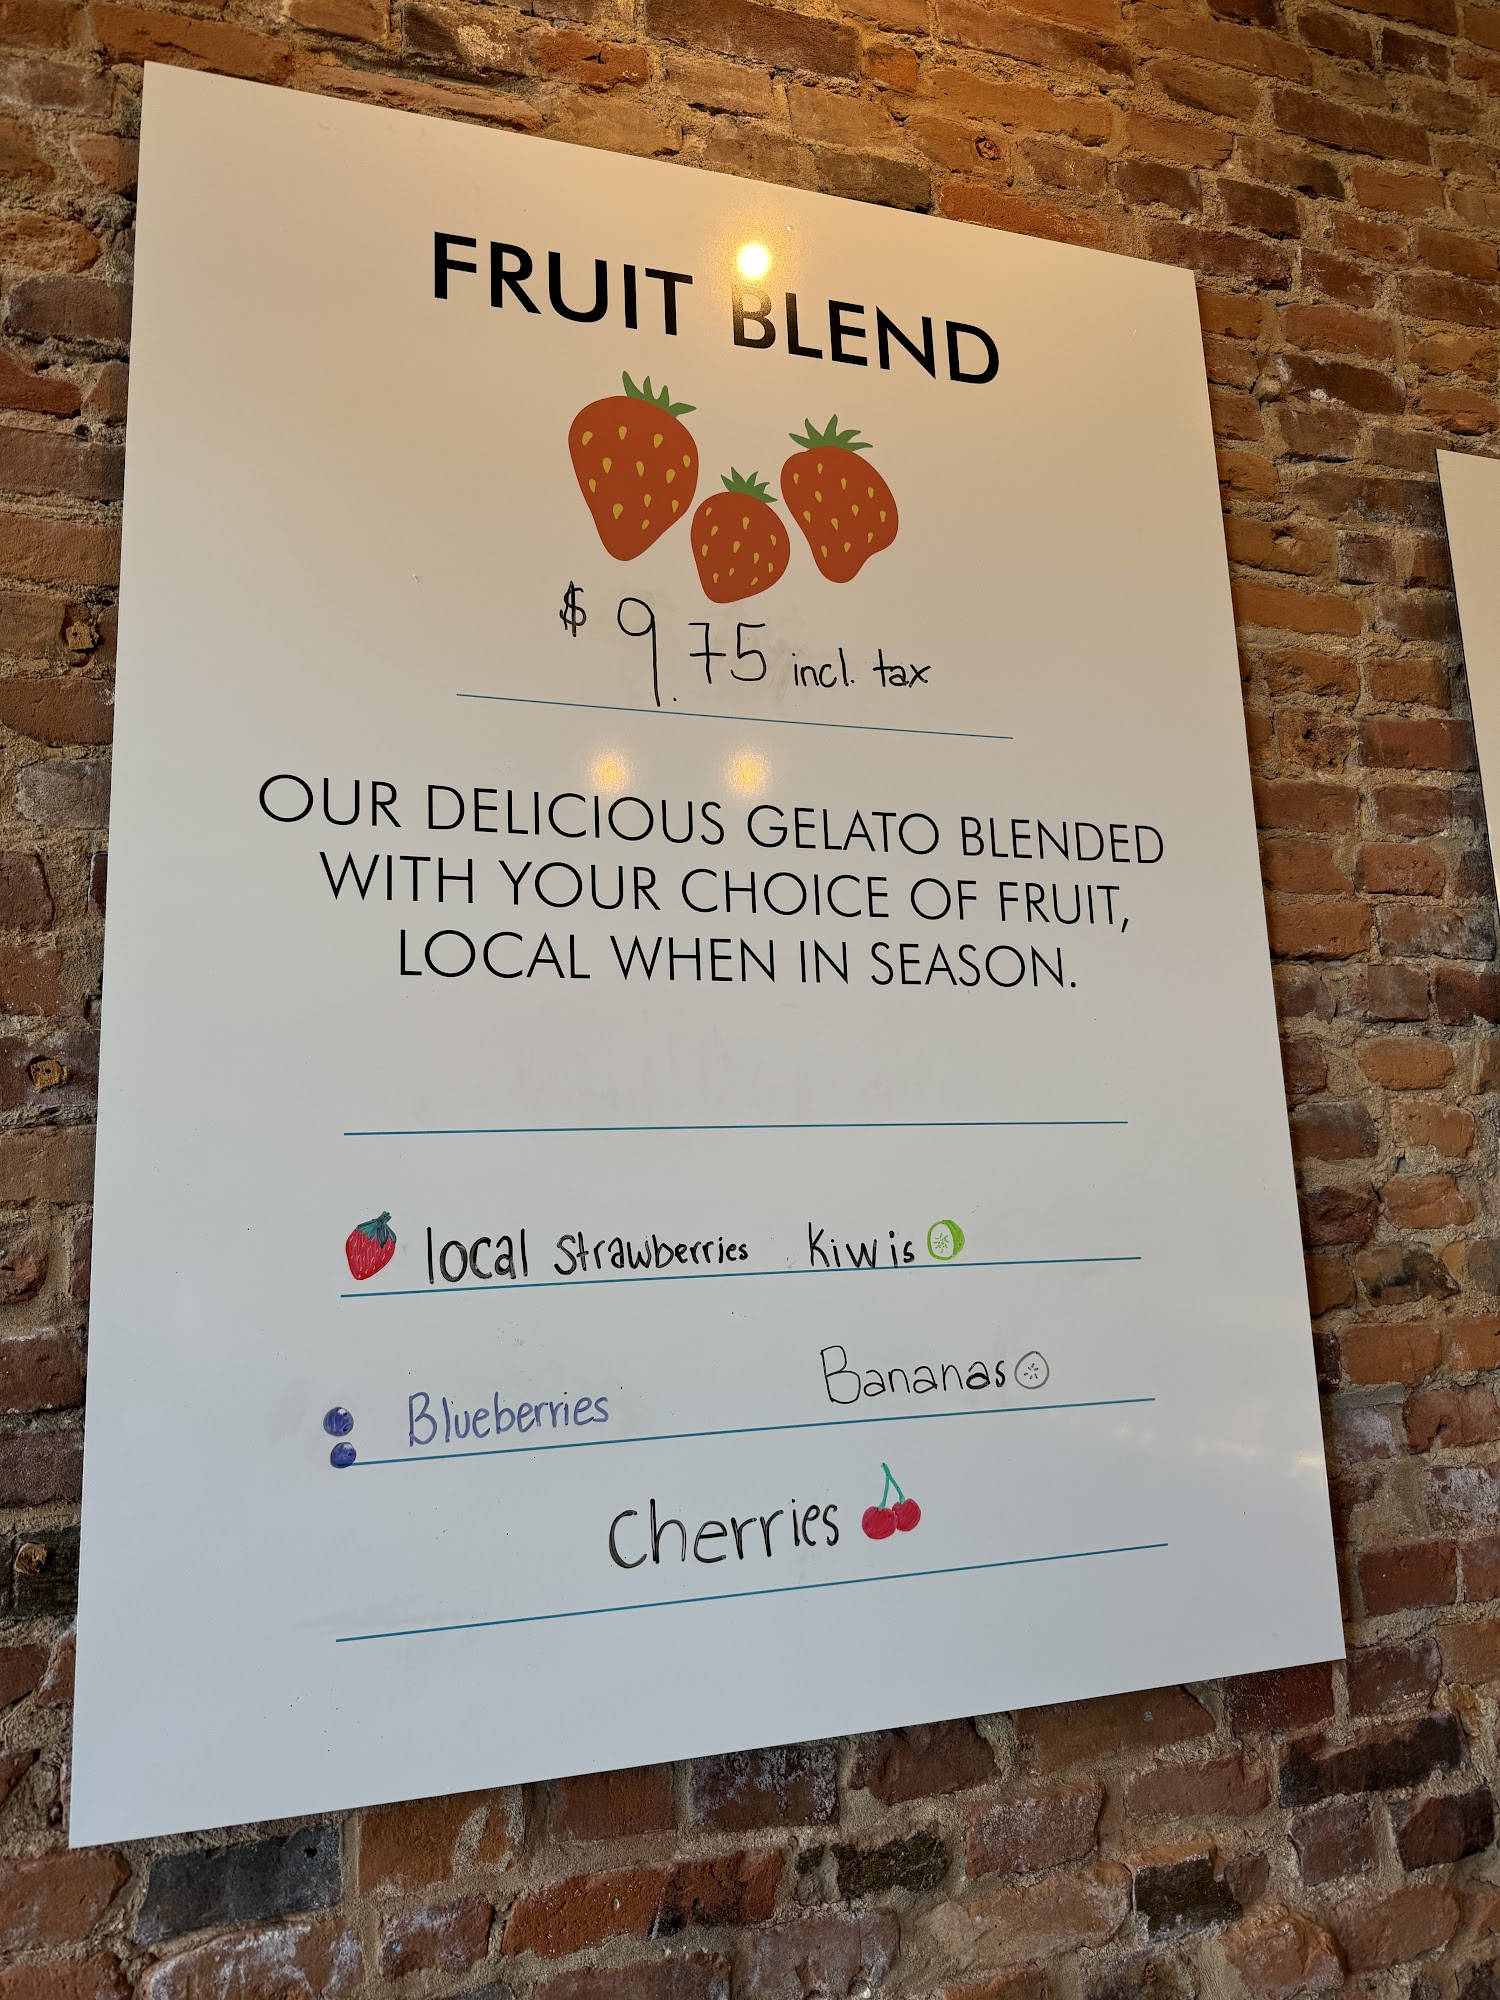 FRUIT BLEND
$ 9.75 incl. tax
OUR DELICIOUS GELATO BLENDED
WITH YOUR CHOICE OF FRUIT,
LOCAL WHEN IN SEASON.
local strawberries Kiwis
Blueberries Bananas
Cherries